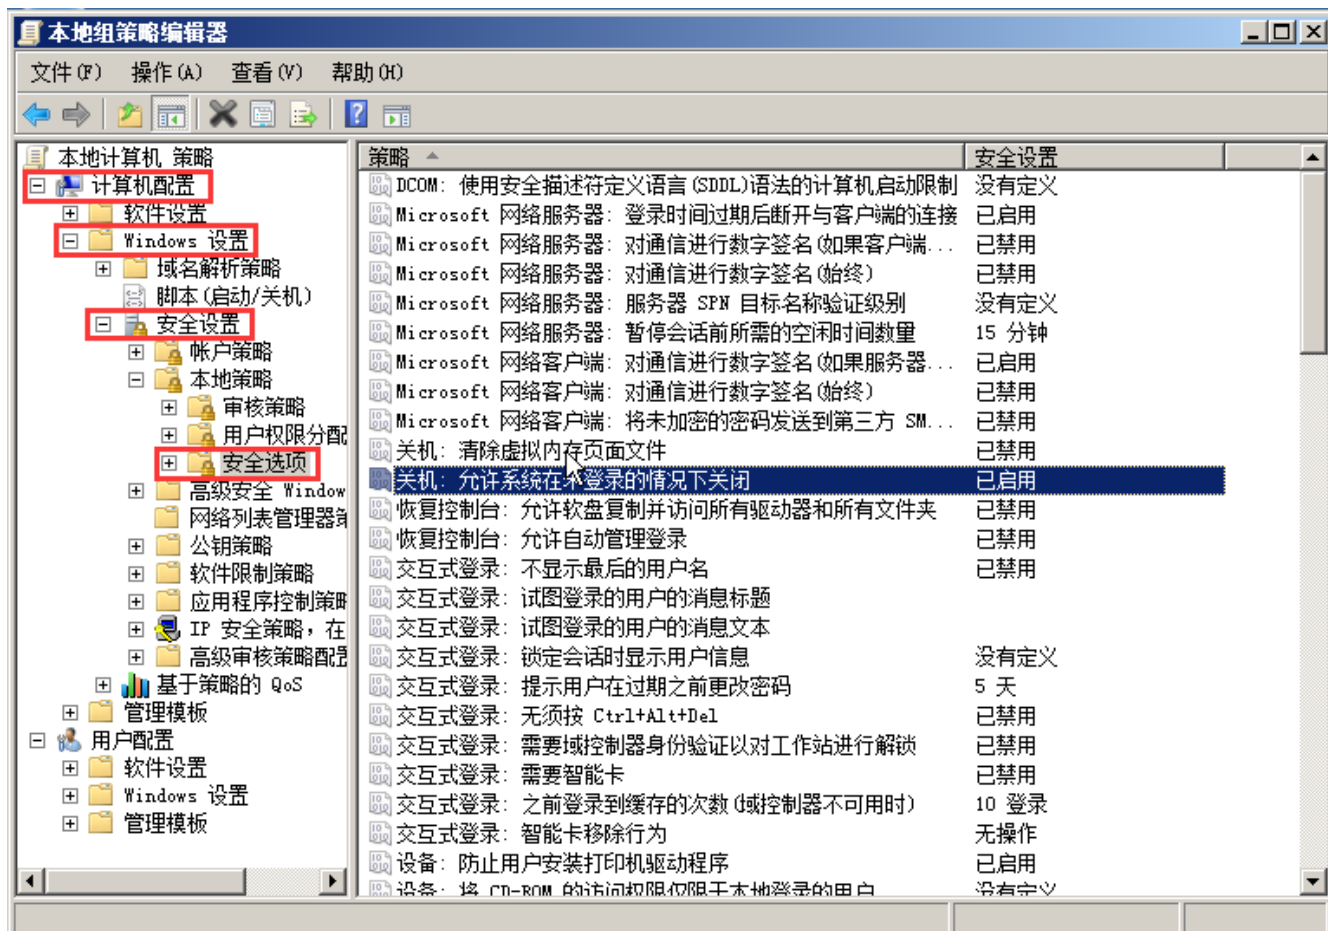 本地组策略编辑器
文件(F) 操作(A) 查看(V) 帮助(H)
本地计算机 策略
计算机配置
软件设置
Windows 设置
域名解析策略
脚本(启动/关机)
安全设置
帐户策略
本地策略
审核策略
用户权限分配
安全选项
高级安全 Window
网络列表管理器
公钥策略
软件限制策略
应用程序控制策略
IP 安全策略，在
高级审核策略配置
基于策略的 QoS
管理模板
用户配置
软件设置
Windows 设置
管理模板
策略 安全设置
DCOM: 使用安全描述符定义语言(SDDL)语法的计算机启动限制 没有定义
Microsoft 网络服务器: 登录时间过期后断开与客户端的连接 已启用
Microsoft 网络服务器: 对通信进行数字签名(如果客户端... 已禁用
Microsoft 网络服务器: 对通信进行数字签名(始终) 已禁用
Microsoft 网络服务器: 服务器 SPN 目标名称验证级别 没有定义
Microsoft 网络服务器: 暂停会话前所需的空闲时间数量 15 分钟
Microsoft 网络客户端: 对通信进行数字签名(如果服务器... 已启用
Microsoft 网络客户端: 对通信进行数字签名(始终) 已禁用
Microsoft 网络客户端: 将未加密的密码发送到第三方 SM... 已禁用
关机: 清除虚拟内存页面文件 已禁用
关机: 允许系统在未登录的情况下关闭 已启用
恢复控制台: 允许软盘复制并访问所有驱动器和所有文件夹 已禁用
恢复控制台: 允许自动管理登录 已禁用
交互式登录: 不显示最后的用户名 已禁用
交互式登录: 试图登录的用户的消息标题
交互式登录: 试图登录的用户的消息文本
交互式登录: 锁定会话时显示用户信息 没有定义
交互式登录: 提示用户在过期之前更改密码 5 天
交互式登录: 无须按 Ctrl+Alt+Del 已禁用
交互式登录: 需要域控制器身份验证以对工作站进行解锁 已禁用
交互式登录: 需要智能卡 已禁用
交互式登录: 之前登录到缓存的次数(域控制器不可用时) 10 登录
交互式登录: 智能卡移除行为 无操作
设备: 防止用户安装打印机驱动程序 已启用
设备: 将 CD-ROM 的访问权限仅限于本地登录的用户 没有定义